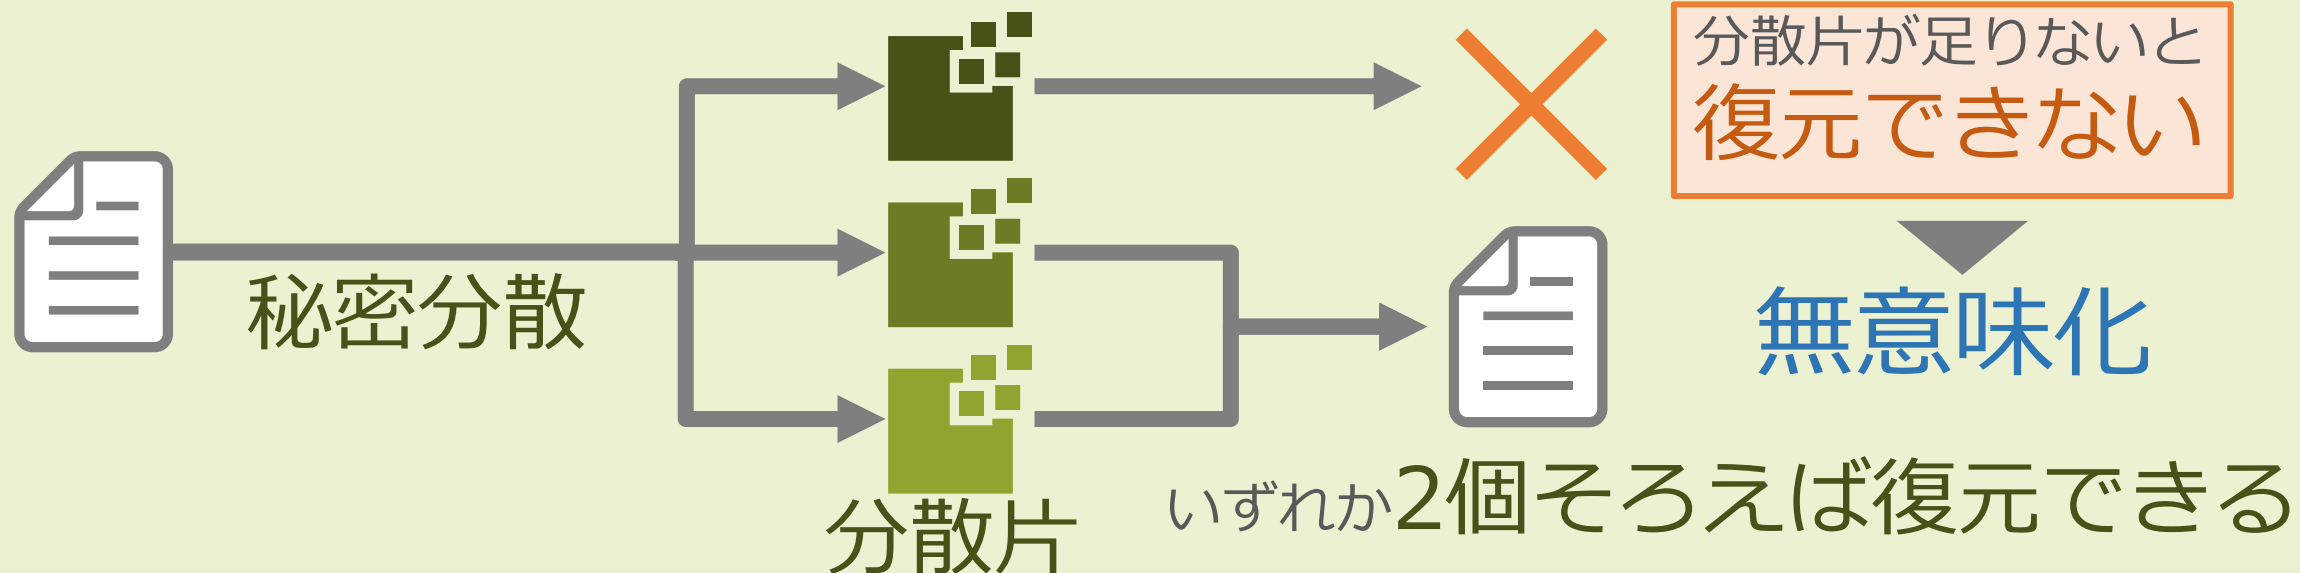 秘密分散
分散片
分散片が足りないと
復元できない
無意味化
いずれか2個そろえば復元できる